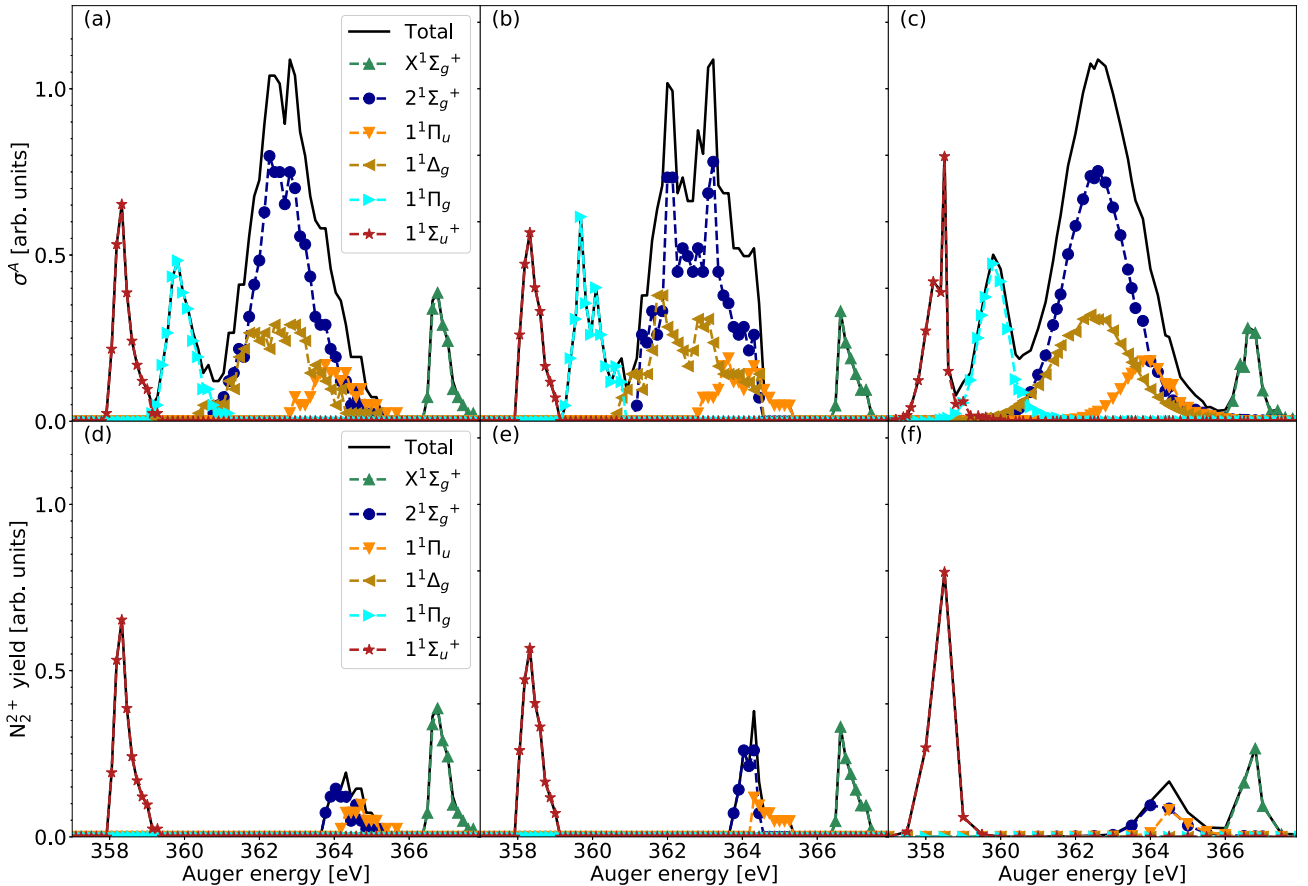 (a)
Total
X¹Σg⁺
2¹Σg⁺
1¹Πu
1¹Δg
1¹Πg
1¹Σu⁺
(b)
(c)
1.0
0.5
0.0
σᴬ [arb. units]
(d)
Total
X¹Σg⁺
2¹Σg⁺
1¹Πu
1¹Δg
1¹Πg
1¹Σu⁺
(e)
(f)
1.0
0.5
0.0
N₂²⁺ yield [arb. units]
358 360 362 364 366
358 360 362 364 366
358 360 362 364 366
Auger energy [eV]
Auger energy [eV]
Auger energy [eV]